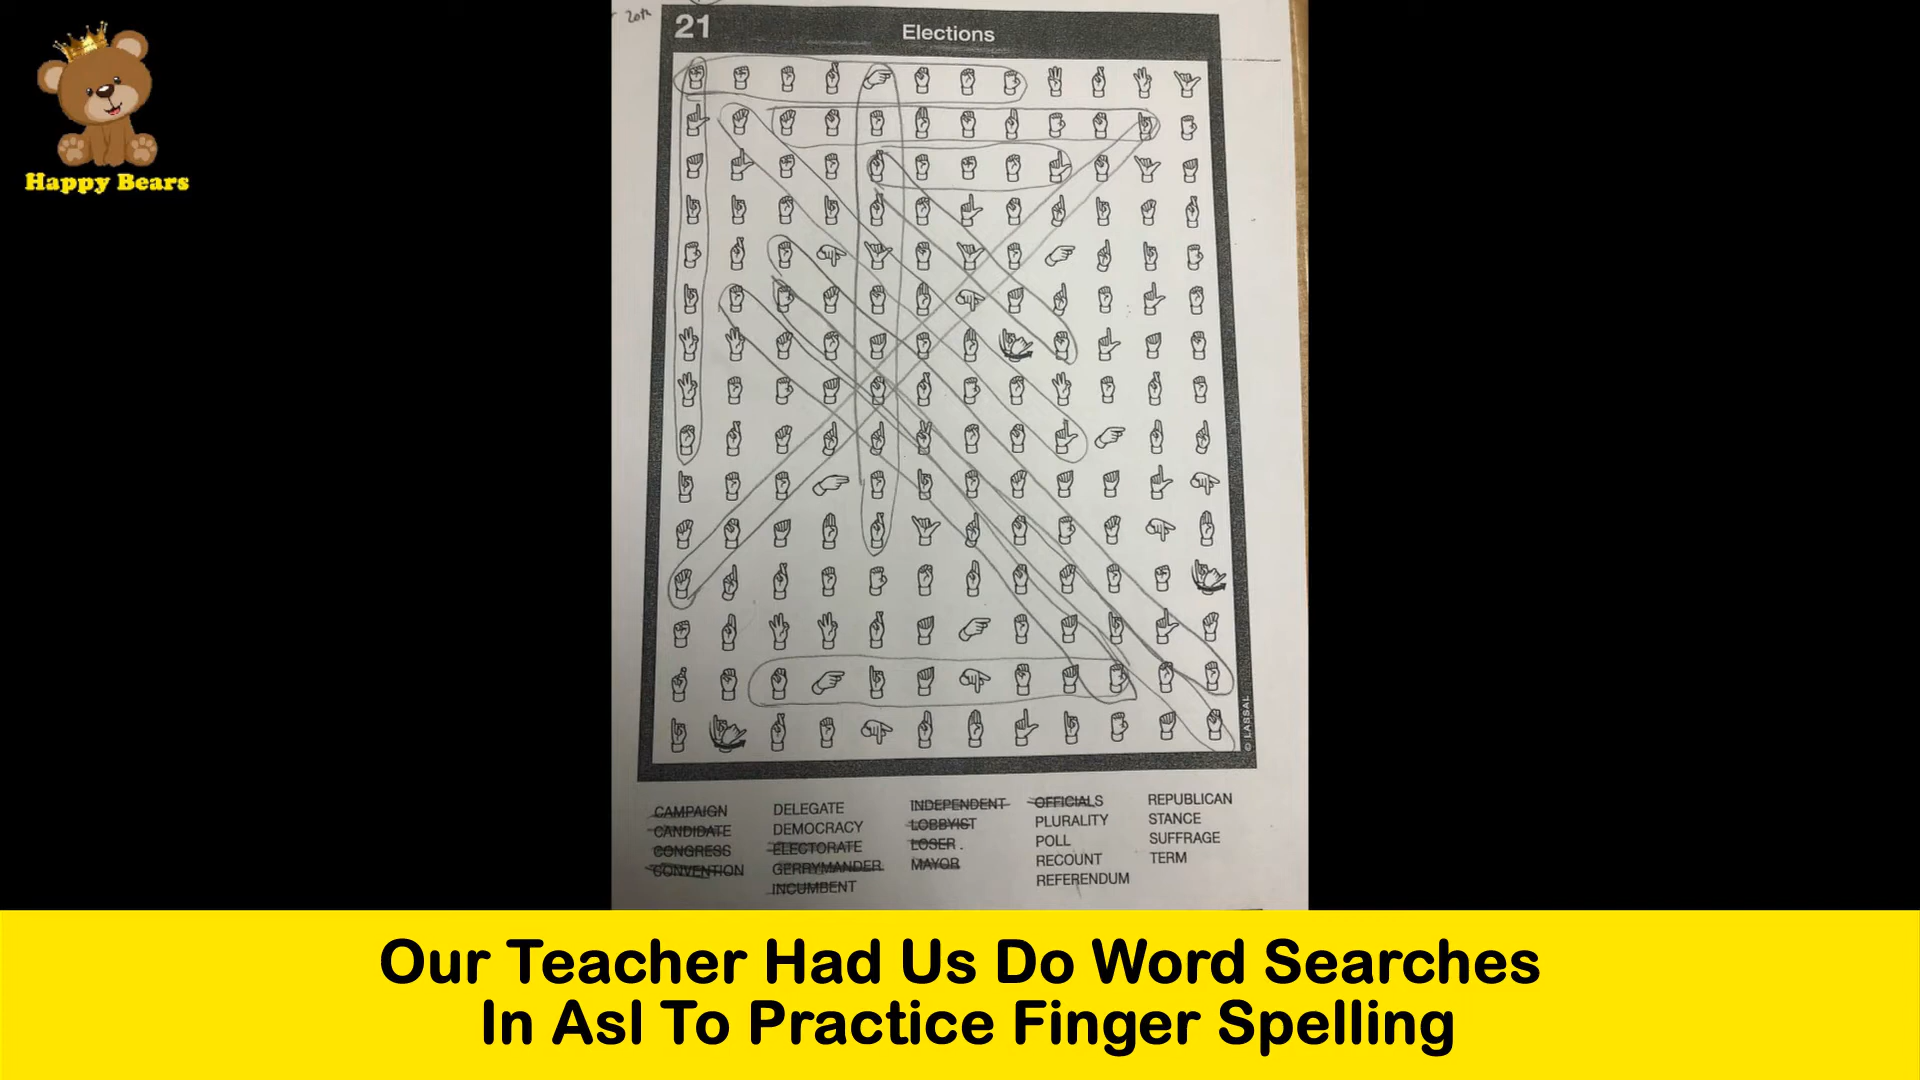 20th
21
Elections
Happy Bears
© LASSAL
CAMPAIGN DELEGATE INDEPENDENT OFFICIALS REPUBLICAN
CANDIDATE DEMOCRACY LOBBYIST PLURALITY STANCE
CONGRESS ELECTORATE LOSER . POLL SUFFRAGE
CONVENTION GERRYMANDER MAYOR RECOUNT TERM
INCUMBENT REFERENDUM
Our Teacher Had Us Do Word Searches
In Asl To Practice Finger Spelling